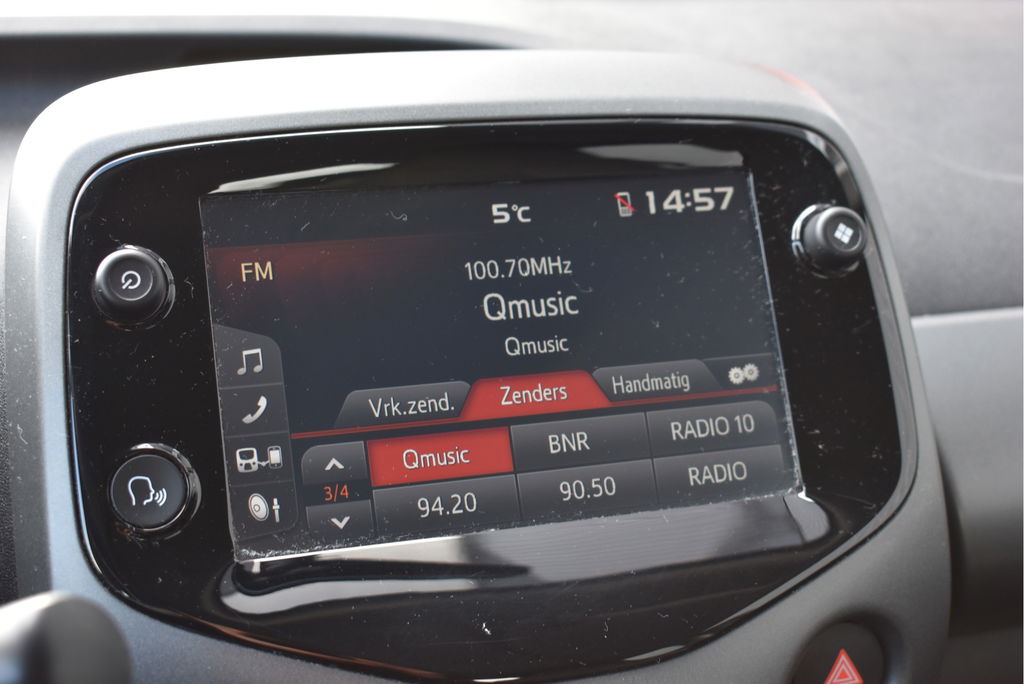 5°c
14:57
FM
100.70MHz
Qmusic
Qmusic
Vrk.zend.
Zenders
Handmatig
Qmusic
BNR
RADIO 10
3/4
94.20
90.50
RADIO